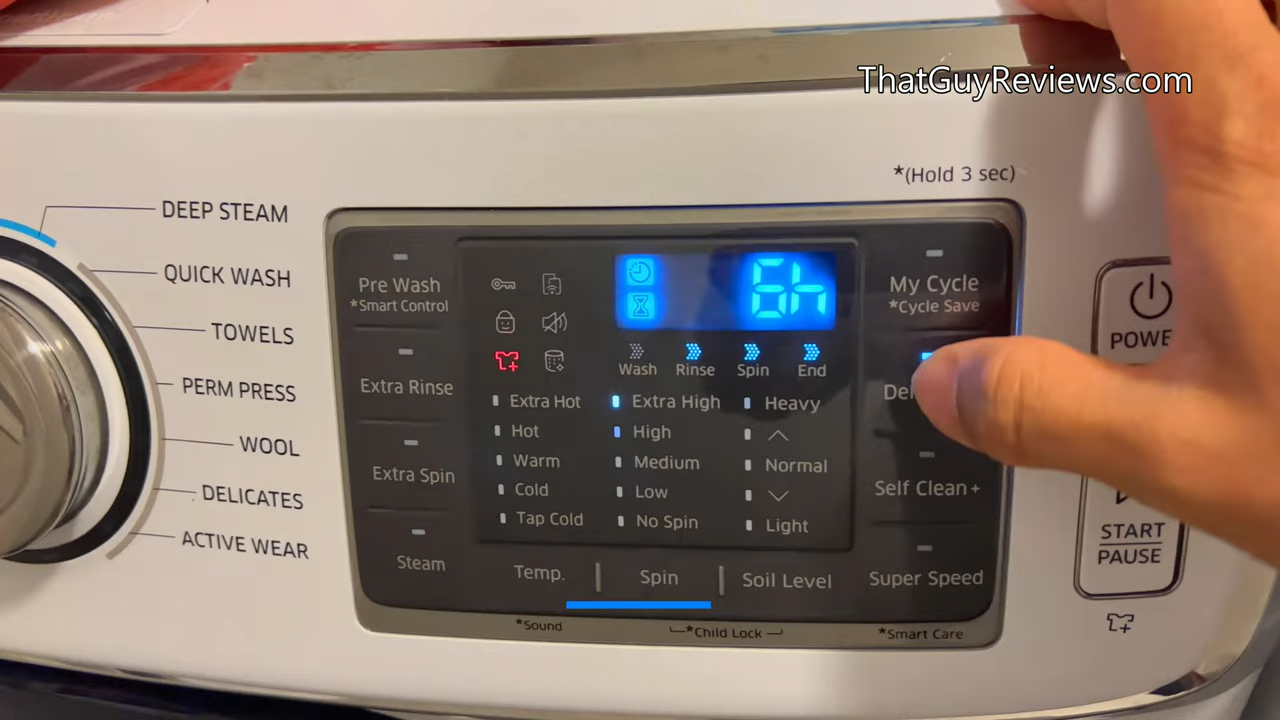 ThatGuyReviews.com
*(Hold 3 sec)
DEEP STEAM
QUICK WASH
TOWELS
PERM PRESS
WOOL
DELICATES
ACTIVE WEAR
Pre Wash
*Smart Control
Extra Rinse
Extra Spin
Steam
6h
Wash Rinse Spin End
Extra Hot Extra High Heavy
Hot High
Warm Medium Normal
Cold Low
Tap Cold No Spin Light
Temp. Spin Soil Level
*Sound *Child Lock *Smart Care
My Cycle
*Cycle Save
Self Clean+
Super Speed
POWER
START
PAUSE